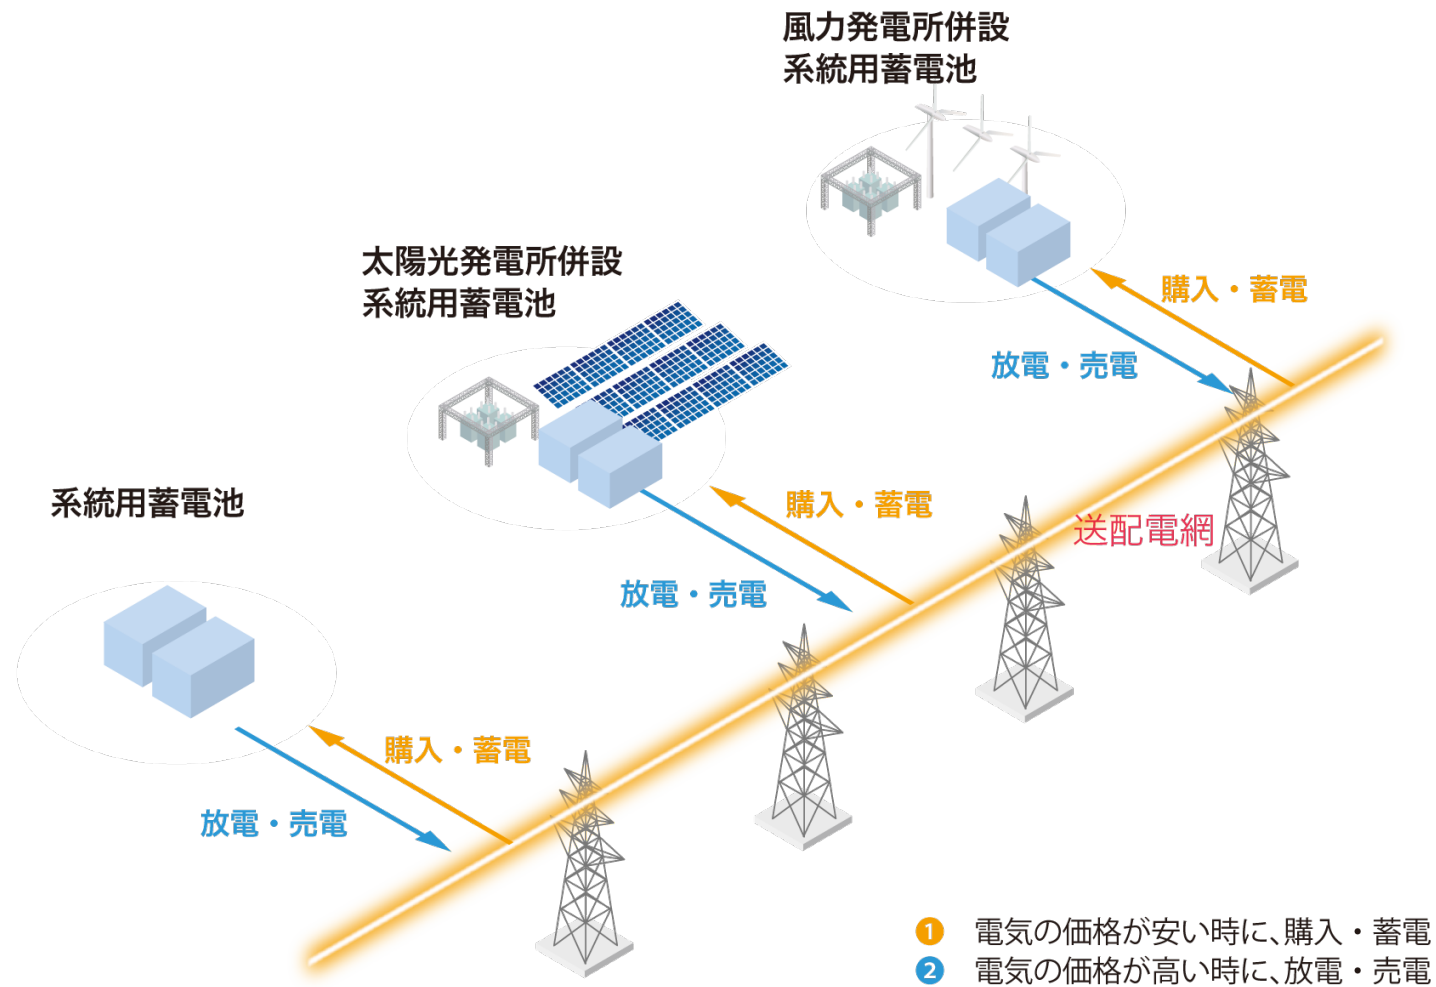 風力発電所併設
系統用蓄電池
太陽光発電所併設
系統用蓄電池
購入・蓄電
放電・売電
系統用蓄電池
購入・蓄電
送配電網
放電・売電
購入・蓄電
放電・売電
1 電気の価格が安い時に、購入・蓄電
2 電気の価格が高い時に、放電・売電